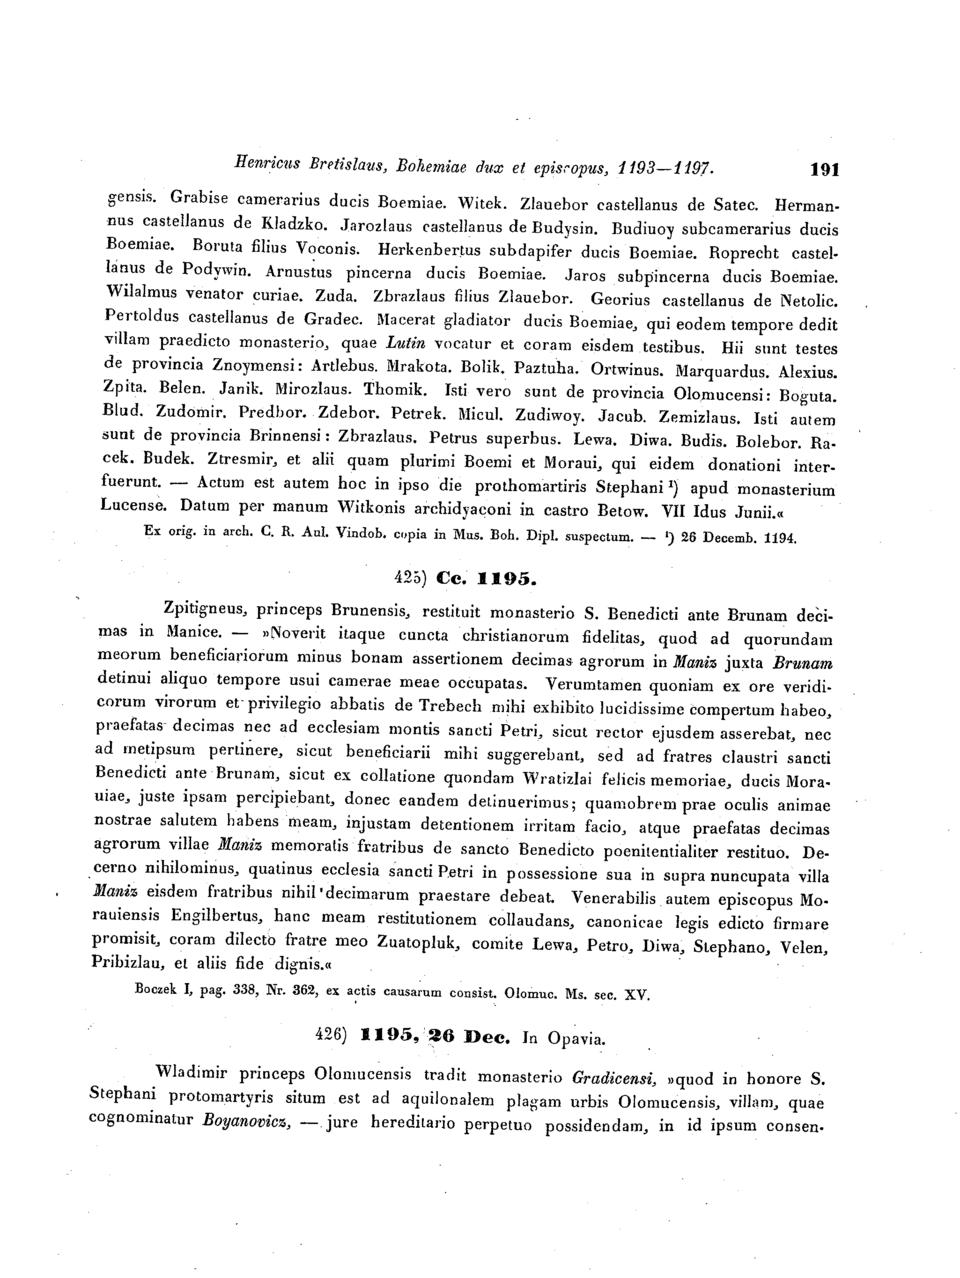 Henricus Bretislaus, Bohemiae dux et episcopus, 1193—1197. 191
gensis. Grabise camerarius ducis Boemiae. Witek. Zlauebor castellanus de Satec. Herman-
nus castellanus de Kladzko. Jarozlaus castellanus de Budysin. Budiuoy subcamerarius ducis
Boemiae. Boruta filius Voconis. Herkenbertus subdapifer ducis Boemiae. Roprecht castel-
lanus de Podywin. Arnustus pincerna ducis Boemiae. Jaros subpincerna ducis Boemiae.
Wilalmus venator curiae. Zuda. Zbrazlaus filius Zlauebor. Georius castellanus de Netolic.
Pertoldus castellanus de Gradec. Macerat gladiator ducis Boemiae, qui eodem tempore dedit
villam praedicto monasterio, quae Lutin vocatur et coram eisdem testibus. Hii sunt testes
de provincia Znoymensi: Artlebus. Mrakota. Bolik. Paztuha. Ortwinus. Marquardus. Alexius.
Zpita. Belen. Janik. Mirozlaus. Thomik. Isti vero sunt de provincia Olomucensi: Boguta.
Blud. Zudomir. Predbor. Zdebor. Petrek. Micul. Zudiwoy. Jacub. Zemizlaus. Isti autem
sunt de provincia Brinnensi: Zbrazlaus. Petrus superbus. Lewa. Diwa. Budis. Bolebor. Ra-
cek. Budek. Ztresmir, et alii quam plurimi Boemi et Moraui, qui eidem donationi inter-
fuerunt. — Actum est autem hoc in ipso die prothomartiris Stephani ¹) apud monasterium
Lucense. Datum per manum Witkonis archidyaconi in castro Betow. VII Idus Junii.«
Ex orig. in arch. C. R. Aul. Vindob. copia in Mus. Boh. Dipl. suspectum. — ¹) 26 Decemb. 1194.
425) Cc. 1195.
Zpitigneus, princeps Brunensis, restituit monasterio S. Benedicti ante Brunam deci-
mas in Manice. — »Noverit itaque cuncta christianorum fidelitas, quod ad quorundam
meorum beneficiariorum minus bonam assertionem decimas agrorum in Maniz juxta Brunam
detinui aliquo tempore usui camerae meae occupatas. Verumtamen quoniam ex ore veridi-
corum virorum et privilegio abbatis de Trebech mihi exhibito lucidissime compertum habeo,
praefatas decimas nec ad ecclesiam montis sancti Petri, sicut rector ejusdem asserebat, nec
ad metipsum pertinere, sicut beneficiarii mihi suggerebant, sed ad fratres claustri sancti
Benedicti ante Brunam, sicut ex collatione quondam Wratizlai felicis memoriae, ducis Mora-
uiae, juste ipsam percipiebant, donec eandem detinuerimus; quamobrem prae oculis animae
nostrae salutem habens meam, injustam detentionem irritam facio, atque praefatas decimas
agrorum villae Maniz memoratis fratribus de sancto Benedicto poenitentialiter restituo. De-
cerno nihilominus, quatinus ecclesia sancti Petri in possessione sua in supra nuncupata villa
Maniz eisdem fratribus nihil decimarum praestare debeat. Venerabilis autem episcopus Mo-
rauiensis Engilbertus, hanc meam restitutionem collaudans, canonicae legis edicto firmare
promisit, coram dilecto fratre meo Zuatopluk, comite Lewa, Petro, Diwa, Stephano, Velen,
Pribizlau, et aliis fide dignis.«
Boczek I, pag. 338, Nr. 362, ex actis causarum consist. Olomuc. Ms. sec. XV.
426) 1195, 26 Dec. In Opavia.
Wladimir princeps Olomucensis tradit monasterio Gradicensi, »quod in honore S.
Stephani protomartyris situm est ad aquilonalem plagam urbis Olomucensis, villam, quae
cognominatur Boyanovicz, — jure hereditario perpetuo possidendam, in id ipsum consen-